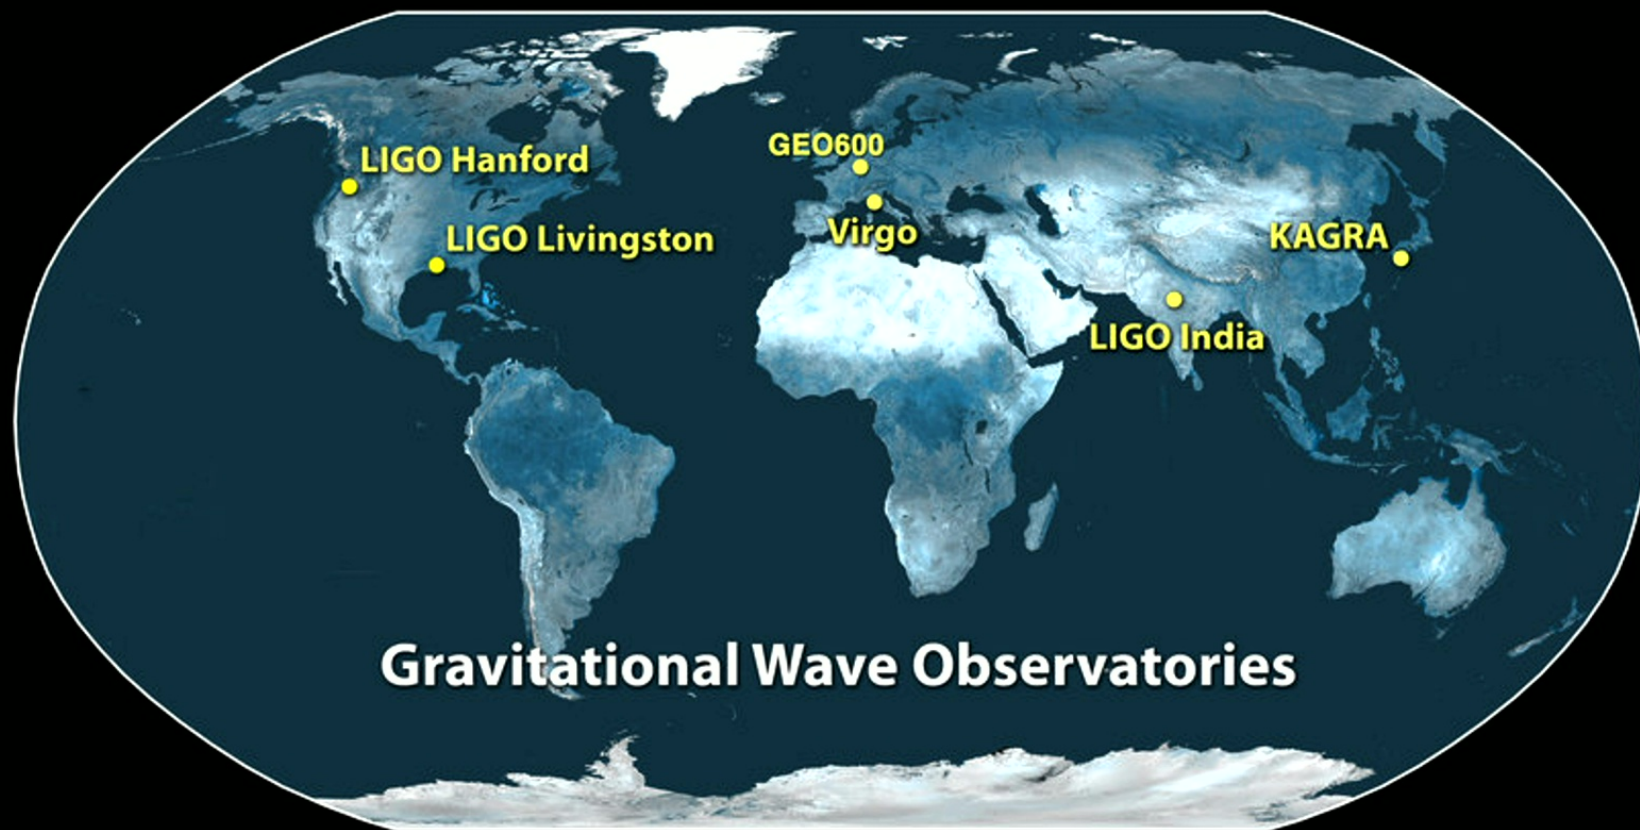 GEO600
LIGO Hanford
Virgo
KAGRA
LIGO Livingston
LIGO India
Gravitational Wave Observatories